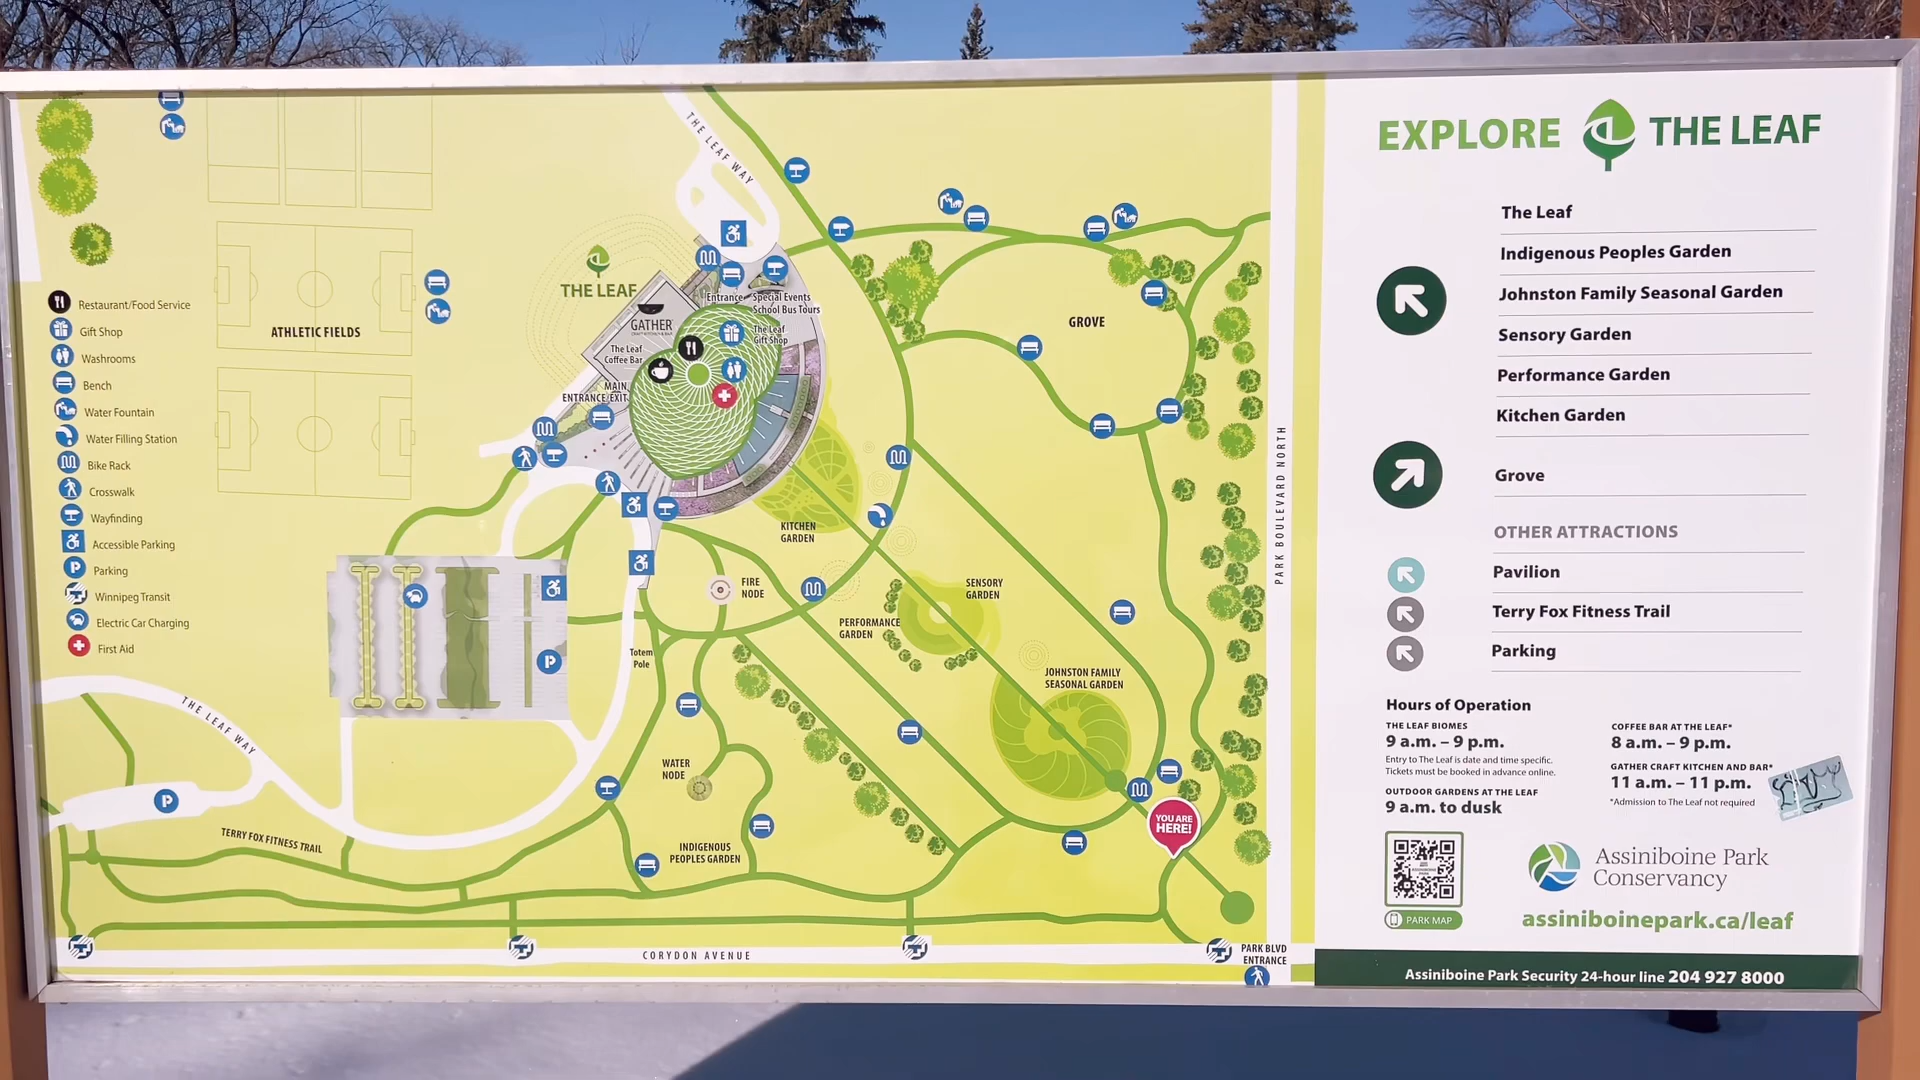 THE LEAF WAY
THE LEAF
GATHER
Entrance
Special Events
School Bus Tours
The Leaf
Gift Shop
The Leaf
Coffee Bar
MAIN
ENTRANCE/EXIT
ATHLETIC FIELDS
GROVE
Restaurant/Food Service
Gift Shop
Washrooms
Bench
Water Fountain
Water Filling Station
Bike Rack
Crosswalk
Wayfinding
Accessible Parking
P Parking
Winnipeg Transit
Electric Car Charging
First Aid
KITCHEN
GARDEN
FIRE
NODE
SENSORY
GARDEN
PERFORMANCE
GARDEN
JOHNSTON FAMILY
SEASONAL GARDEN
Totem
Pole
P
WATER
NODE
INDIGENOUS
PEOPLES GARDEN
THE LEAF WAY
P
TERRY FOX FITNESS TRAIL
YOU ARE
HERE!
CORYDON AVENUE
PARK BLVD
ENTRANCE
PARK BOULEVARD NORTH
EXPLORE THE LEAF
The Leaf
Indigenous Peoples Garden
Johnston Family Seasonal Garden
Sensory Garden
Performance Garden
Kitchen Garden
Grove
OTHER ATTRACTIONS
Pavilion
Terry Fox Fitness Trail
Parking
Hours of Operation
THE LEAF BIOMES
9 a.m. – 9 p.m.
Entry to The Leaf is date and time specific.
Tickets must be booked in advance online.
OUTDOOR GARDENS AT THE LEAF
9 a.m. to dusk
COFFEE BAR AT THE LEAF*
8 a.m. – 9 p.m.
GATHER CRAFT KITCHEN AND BAR*
11 a.m. – 11 p.m.
*Admission to The Leaf not required
PARK MAP
Assiniboine Park
Conservancy
assiniboinepark.ca/leaf
Assiniboine Park Security 24-hour line 204 927 8000